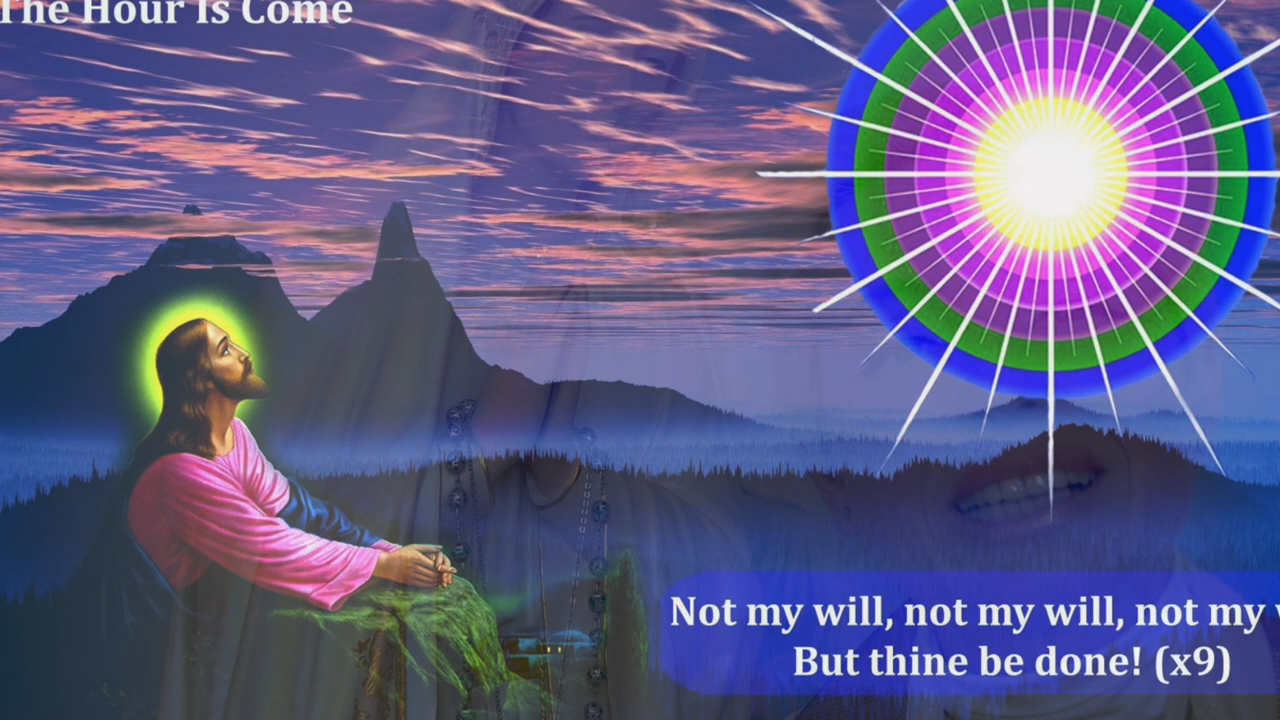 The Hour Is Come
Not my will, not my will, not my
But thine be done! (x9)